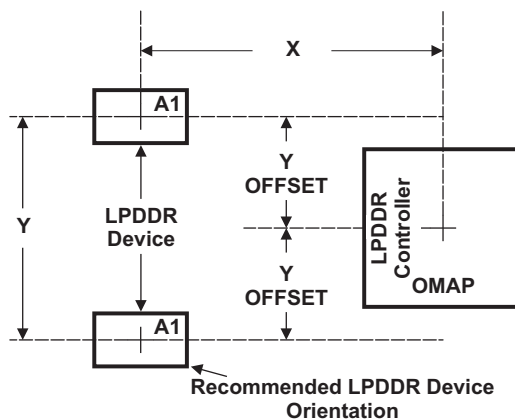 X
A1
Y
OFFSET
Y
LPDDR
Device
LPDDR
Controller
OMAP
Y
OFFSET
A1
Recommended LPDDR Device
Orientation